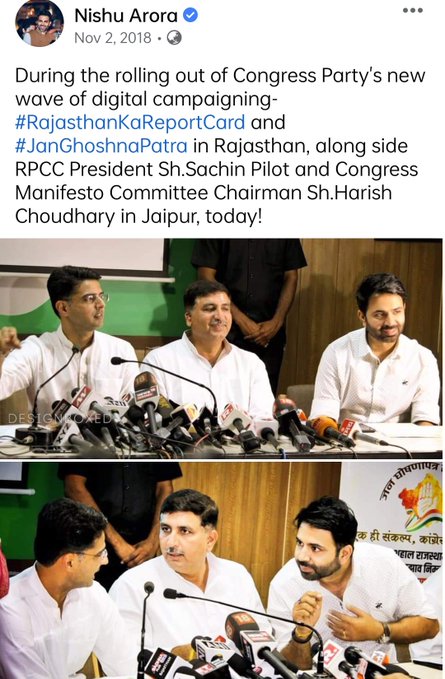 Nishu Arora
Nov 2, 2018 •
During the rolling out of Congress Party's new
wave of digital campaigning-
#RajasthanKaReportCard and
#JanGhoshnaPatra in Rajasthan, along side
RPCC President Sh.Sachin Pilot and Congress
Manifesto Committee Chairman Sh.Harish
Choudhary in Jaipur, today!
DESIGNBOXED
जन घोषणापत्र
क ही संकल्प, कांग्रेस